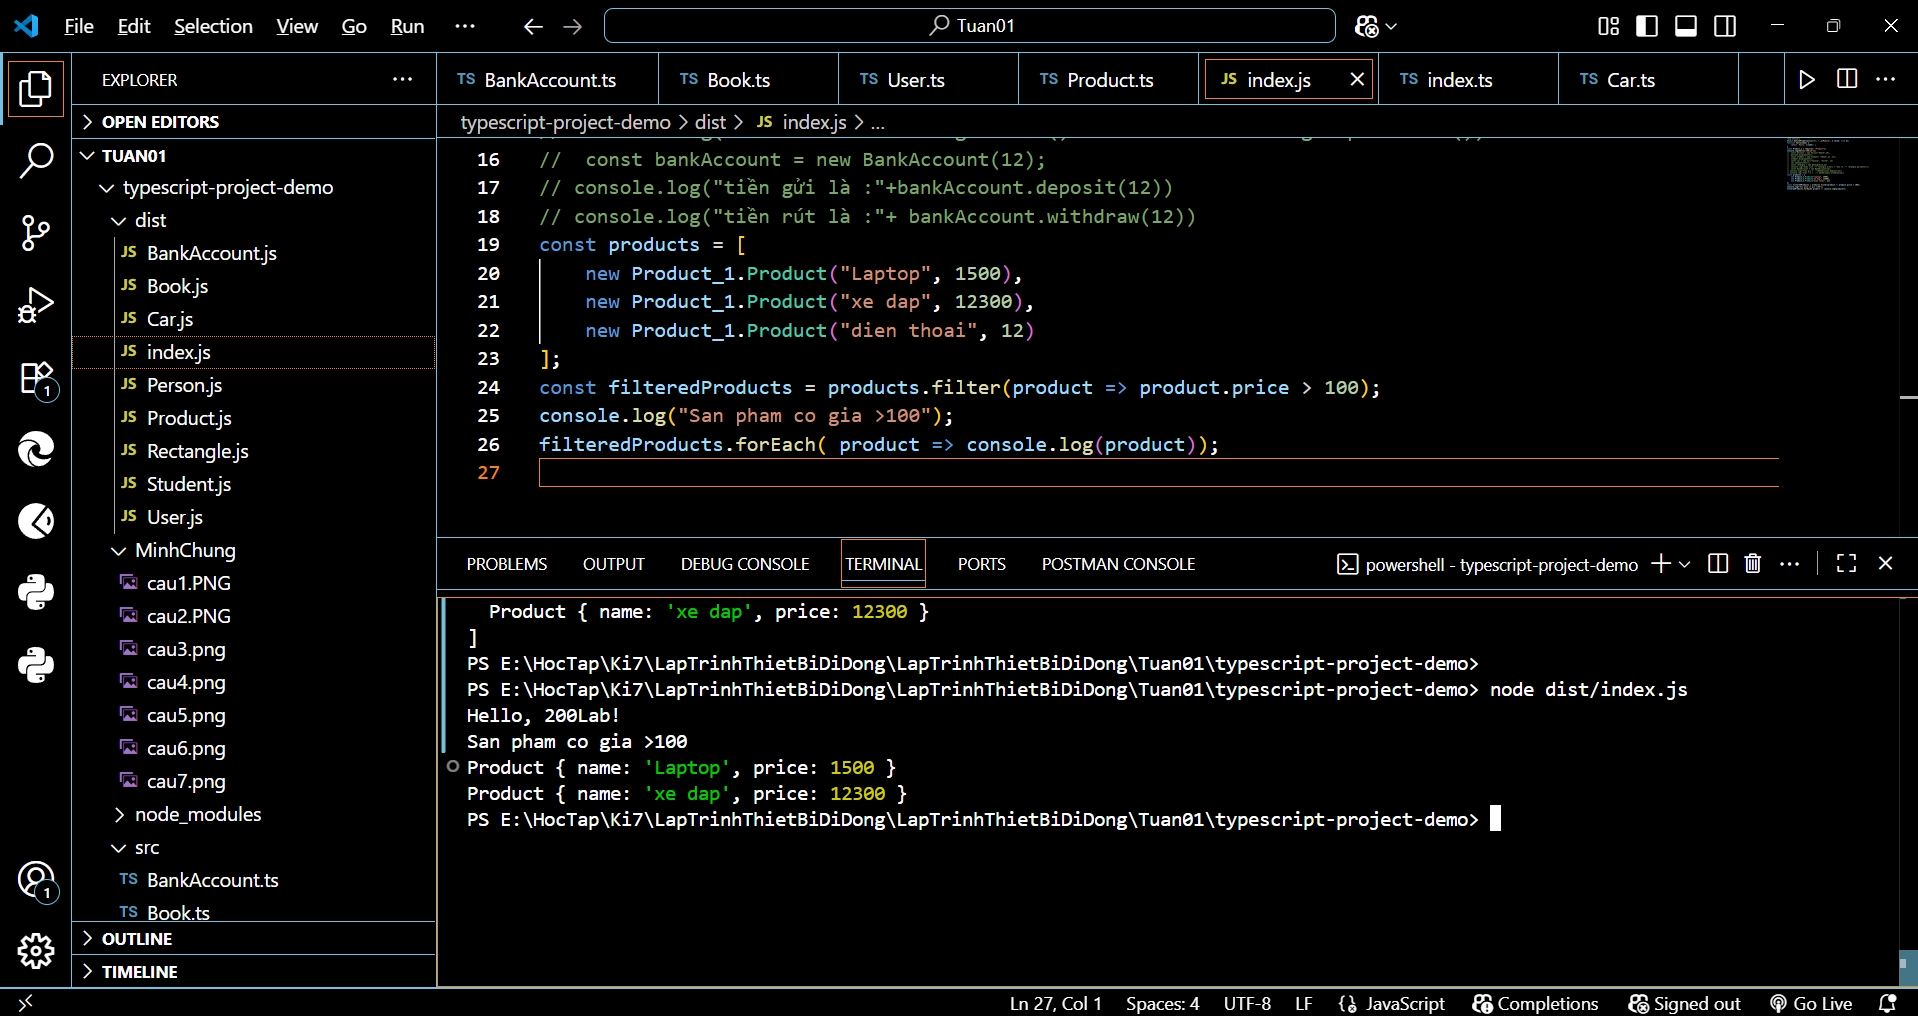 File Edit Selection View Go Run ··· Tuan01
EXPLORER ···
OPEN EDITORS
TUAN01
typescript-project-demo
dist
JS BankAccount.js
JS Book.js
JS Car.js
JS index.js
JS Person.js
JS Product.js
JS Rectangle.js
JS Student.js
JS User.js
MinhChung
cau1.PNG
cau2.PNG
cau3.png
cau4.png
cau5.png
cau6.png
cau7.png
node_modules
src
TS BankAccount.ts
TS Book.ts
OUTLINE
TIMELINE
1
1
TS BankAccount.ts TS Book.ts TS User.ts TS Product.ts JS index.js TS index.ts TS Car.ts
typescript-project-demo > dist > JS index.js > ...
16 //  const bankAccount = new BankAccount(12);
17 // console.log("tiền gửi là :"+bankAccount.deposit(12))
18 // console.log("tiền rút là :"+ bankAccount.withdraw(12))
19 const products = [
20     new Product_1.Product("Laptop", 1500),
21     new Product_1.Product("xe dap", 12300),
22     new Product_1.Product("dien thoai", 12)
23 ];
24 const filteredProducts = products.filter(product => product.price > 100);
25 console.log("San pham co gia >100");
26 filteredProducts.forEach( product => console.log(product));
27
PROBLEMS OUTPUT DEBUG CONSOLE TERMINAL PORTS POSTMAN CONSOLE powershell - typescript-project-demo
Product { name: 'xe dap', price: 12300 }
]
PS E:\HocTap\Ki7\LapTrinhThietBiDiDong\LapTrinhThietBiDiDong\Tuan01\typescript-project-demo>
PS E:\HocTap\Ki7\LapTrinhThietBiDiDong\LapTrinhThietBiDiDong\Tuan01\typescript-project-demo> node dist/index.js
Hello, 200Lab!
San pham co gia >100
Product { name: 'Laptop', price: 1500 }
Product { name: 'xe dap', price: 12300 }
PS E:\HocTap\Ki7\LapTrinhThietBiDiDong\LapTrinhThietBiDiDong\Tuan01\typescript-project-demo>
Ln 27, Col 1 Spaces: 4 UTF-8 LF {} JavaScript Completions Signed out Go Live